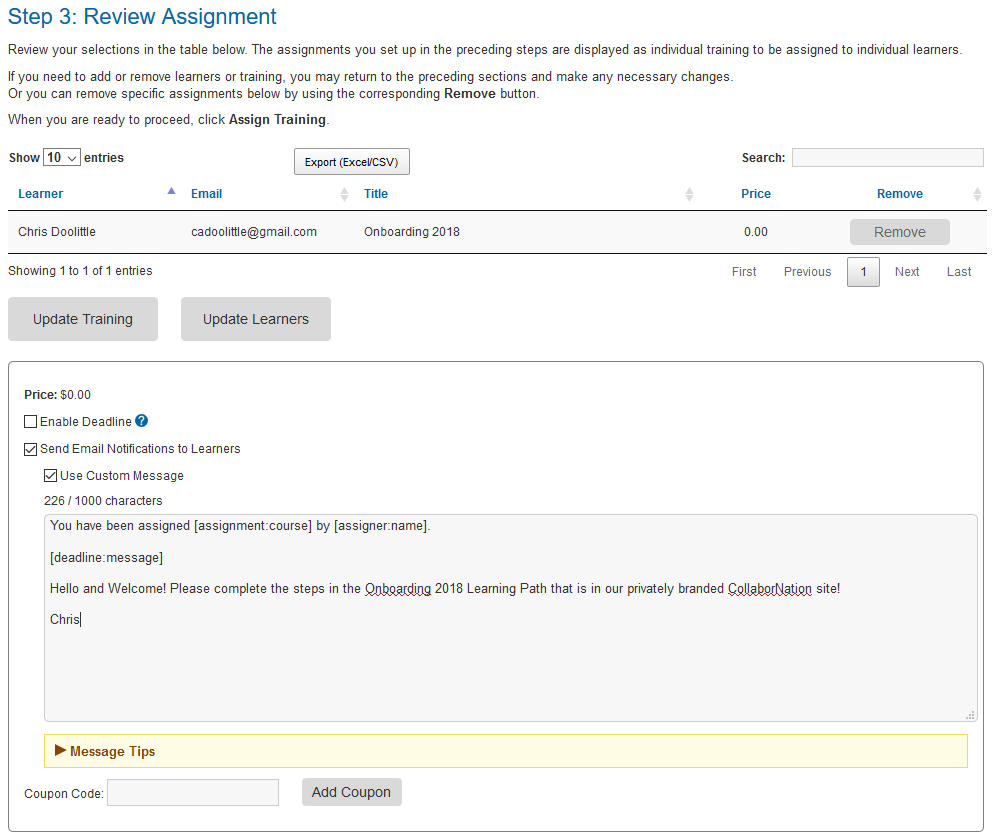 Step 3: Review Assignment
Review your selections in the table below. The assignments you set up in the preceding steps are displayed as individual training to be assigned to individual learners.
If you need to add or remove learners or training, you may return to the preceding sections and make any necessary changes.
Or you can remove specific assignments below by using the corresponding Remove button.
When you are ready to proceed, click Assign Training.
Show 10 entries Export (Excel/CSV) Search:
Learner Email Title Price Remove
Chris Doolittle cadoolittle@gmail.com Onboarding 2018 0.00 Remove
Showing 1 to 1 of 1 entries First Previous 1 Next Last
Update Training Update Learners
Price: $0.00
Enable Deadline ?
Send Email Notifications to Learners
Use Custom Message
226 / 1000 characters
You have been assigned [assignment:course] by [assigner:name].
[deadline:message]
Hello and Welcome! Please complete the steps in the Onboarding 2018 Learning Path that is in our privately branded CollaborNation site!
Chris
Message Tips
Coupon Code: Add Coupon